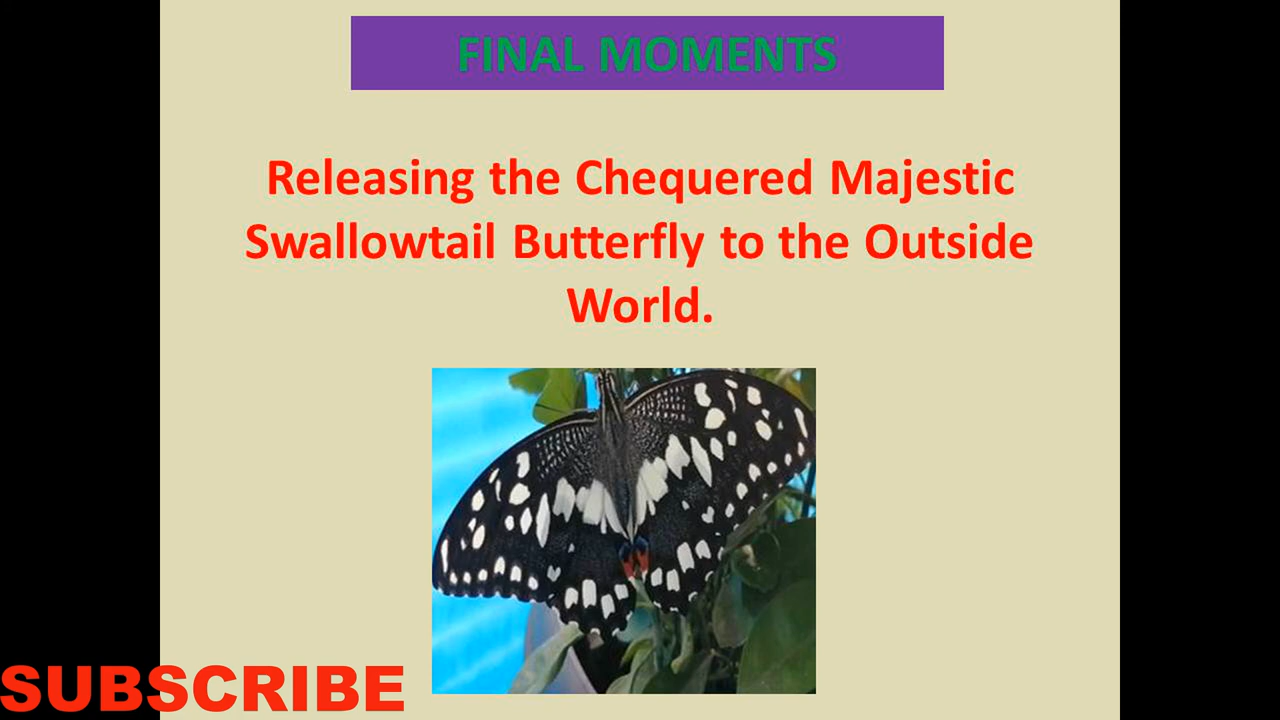 FINAL MOMENTS
Releasing the Chequered Majestic
Swallowtail Butterfly to the Outside
World.
SUBSCRIBE